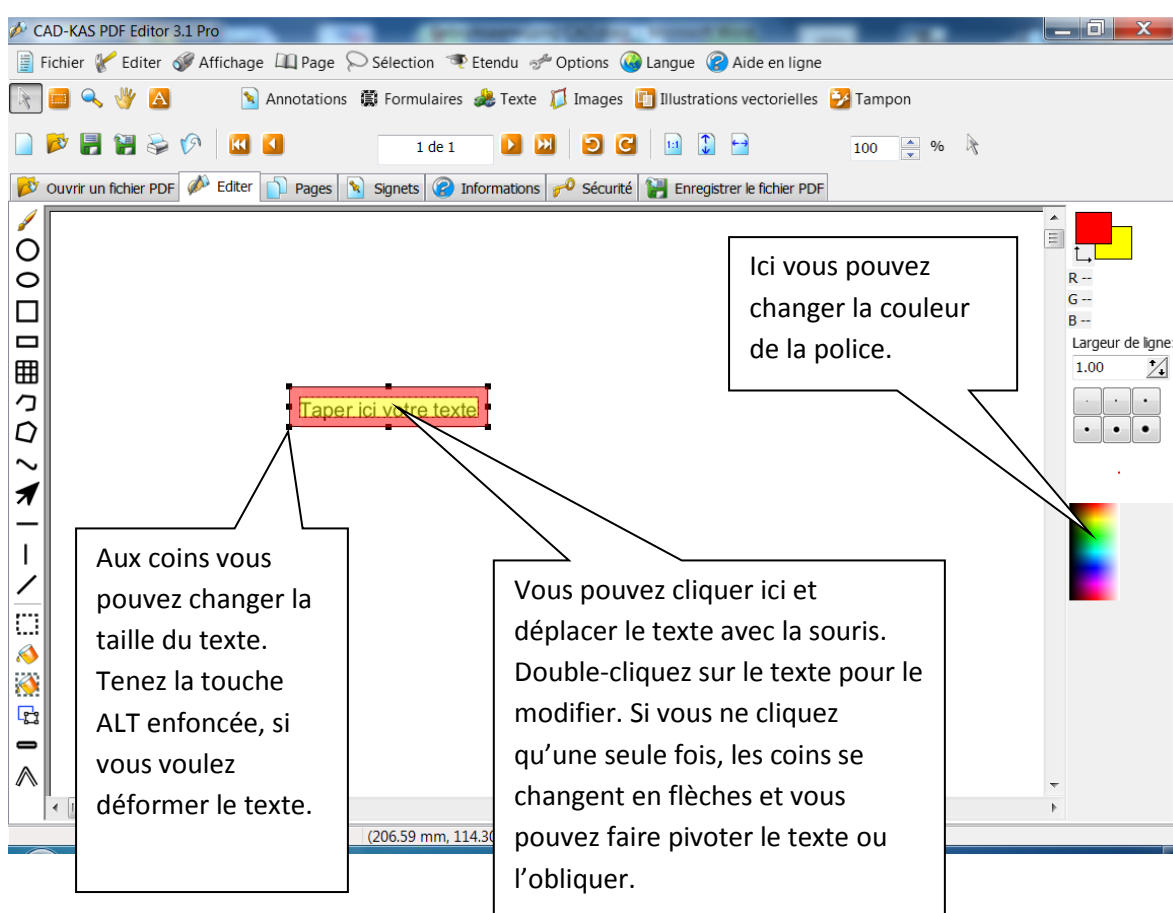 CAD-KAS PDF Editor 3.1 Pro
Fichier Editer Affichage Page Sélection Etendu Options Langue Aide en ligne
Annotations Formulaires Texte Images Illustrations vectorielles Tampon
1 de 1 1:1 100 %
Ouvrir un fichier PDF Editer Pages Signets Informations Sécurité Enregistrer le fichier PDF
Ici vous pouvez
changer la couleur
de la police.
R --
G --
B --
Largeur de ligne:
1.00
Taper ici votre texte
Aux coins vous
pouvez changer la
taille du texte.
Tenez la touche
ALT enfoncée, si
vous voulez
déformer le texte.
Vous pouvez cliquer ici et
déplacer le texte avec la souris.
Double-cliquez sur le texte pour le
modifier. Si vous ne cliquez
qu’une seule fois, les coins se
changent en flèches et vous
pouvez faire pivoter le texte ou
l’obliquer.
(206.59 mm, 114.30